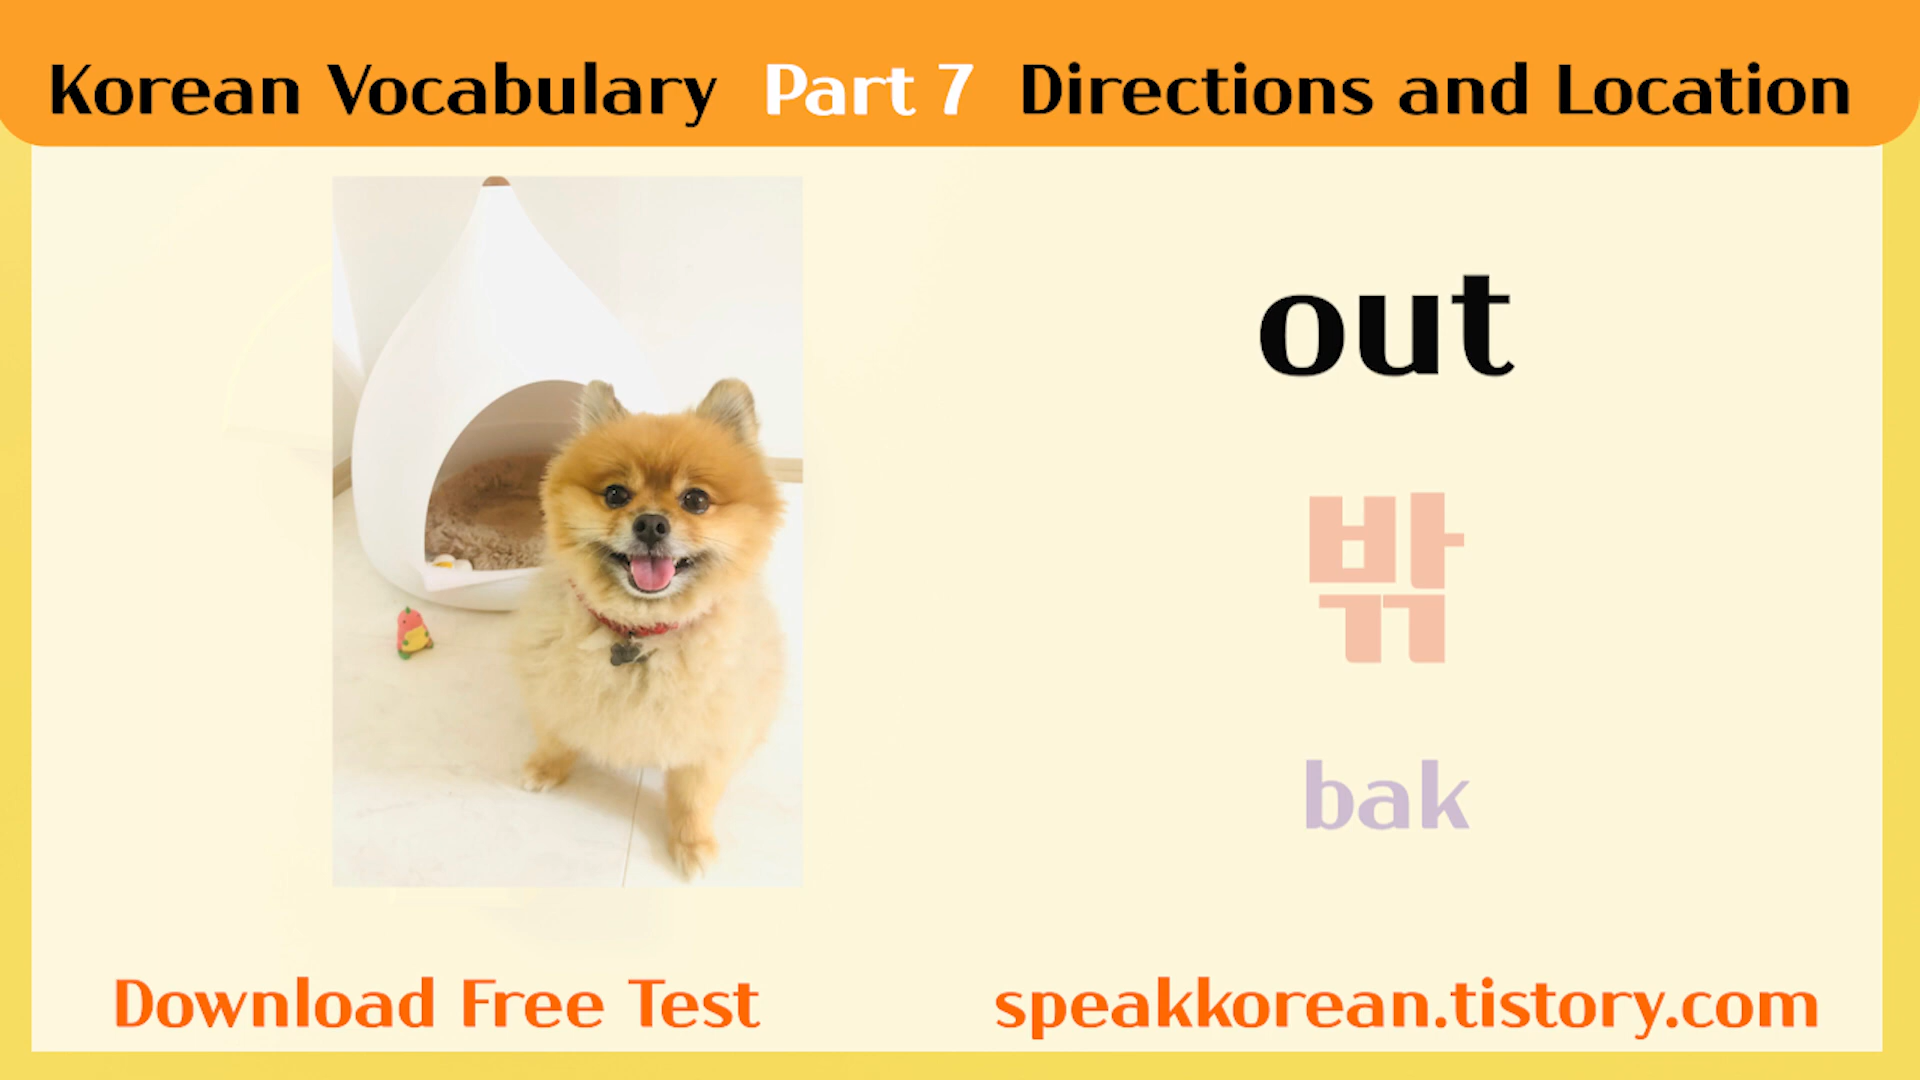 Korean Vocabulary Part 7 Directions and Location
out
밖
bak
Download Free Test speakkorean.tistory.com